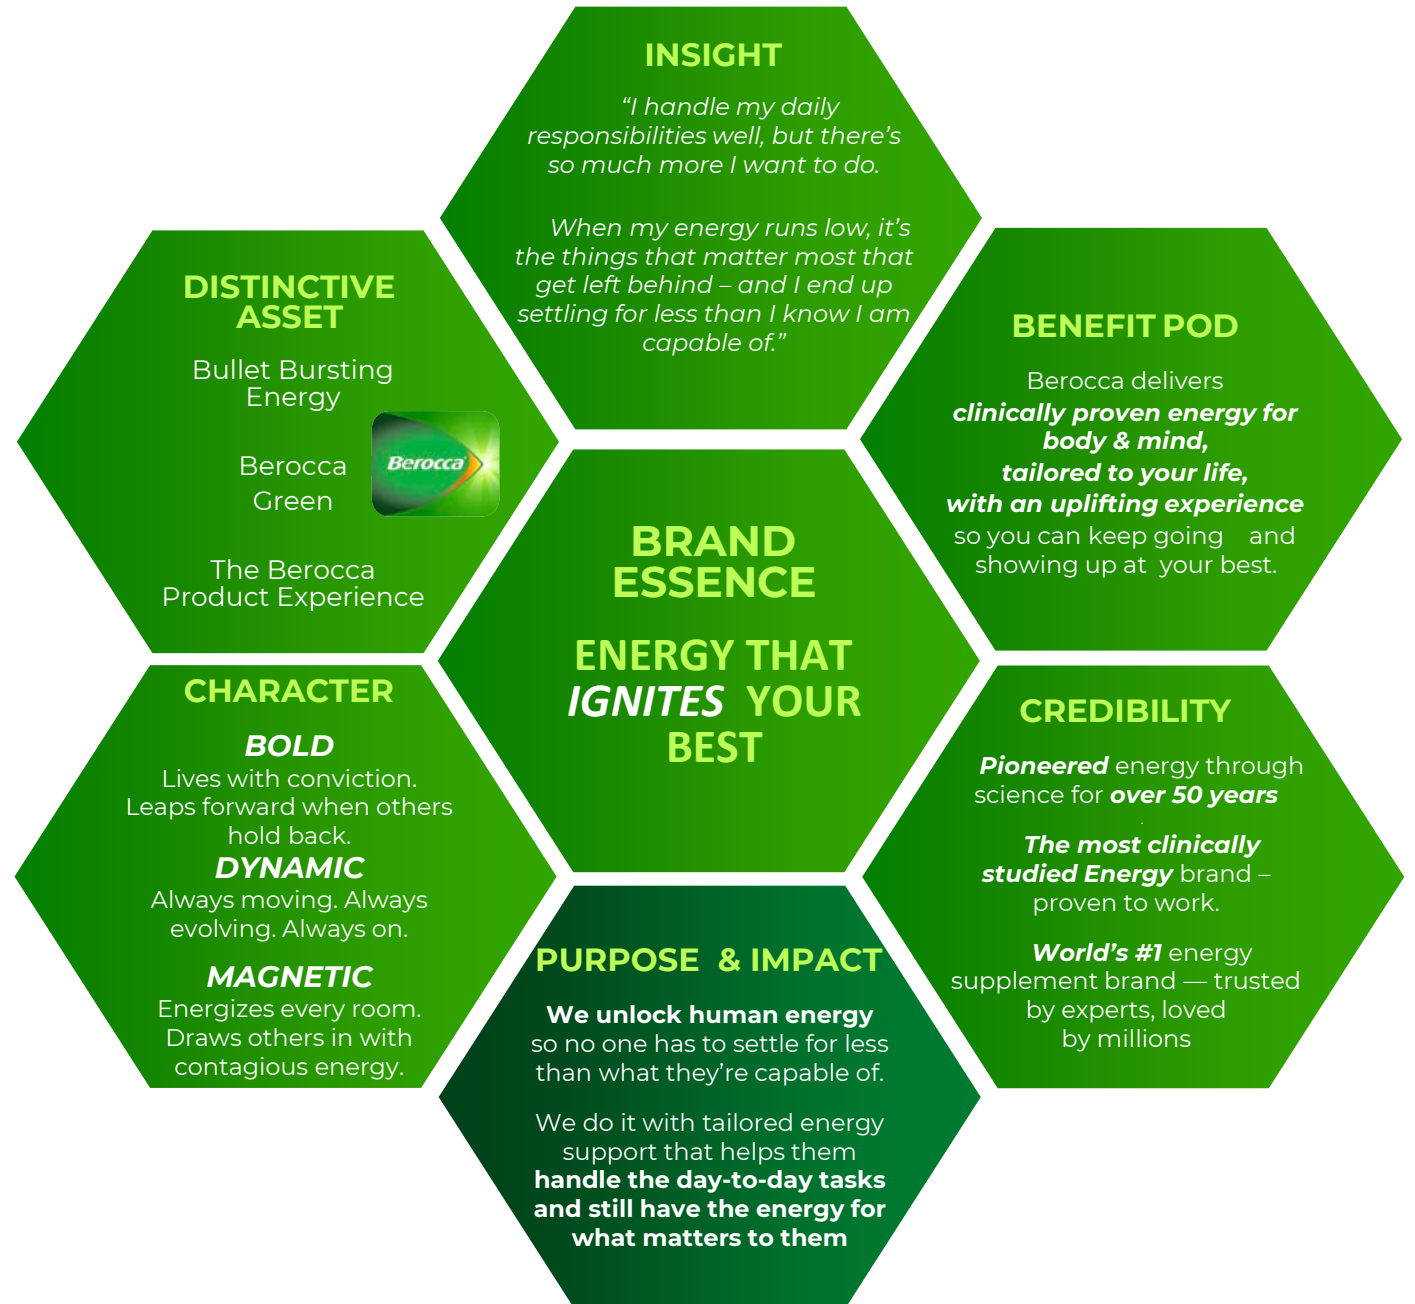 INSIGHT
“I handle my daily
responsibilities well, but there’s
so much more I want to do.
When my energy runs low, it’s
the things that matter most that
get left behind – and I end up
settling for less than I know I am
capable of.”
DISTINCTIVE
ASSET
Bullet Bursting
Energy
Berocca
Green
Berocca
The Berocca
Product Experience
BENEFIT POD
Berocca delivers
clinically proven energy for
body & mind,
tailored to your life,
with an uplifting experience
so you can keep going and
showing up at your best.
BRAND
ESSENCE
ENERGY THAT
IGNITES YOUR
BEST
CHARACTER
BOLD
Lives with conviction.
Leaps forward when others
hold back.
DYNAMIC
Always moving. Always
evolving. Always on.
MAGNETIC
Energizes every room.
Draws others in with
contagious energy.
CREDIBILITY
Pioneered energy through
science for over 50 years
.
The most clinically
studied Energy brand –
proven to work.
World’s #1 energy
supplement brand — trusted
by experts, loved
by millions
PURPOSE & IMPACT
We unlock human energy
so no one has to settle for less
than what they’re capable of.
We do it with tailored energy
support that helps them
handle the day-to-day tasks
and still have the energy for
what matters to them